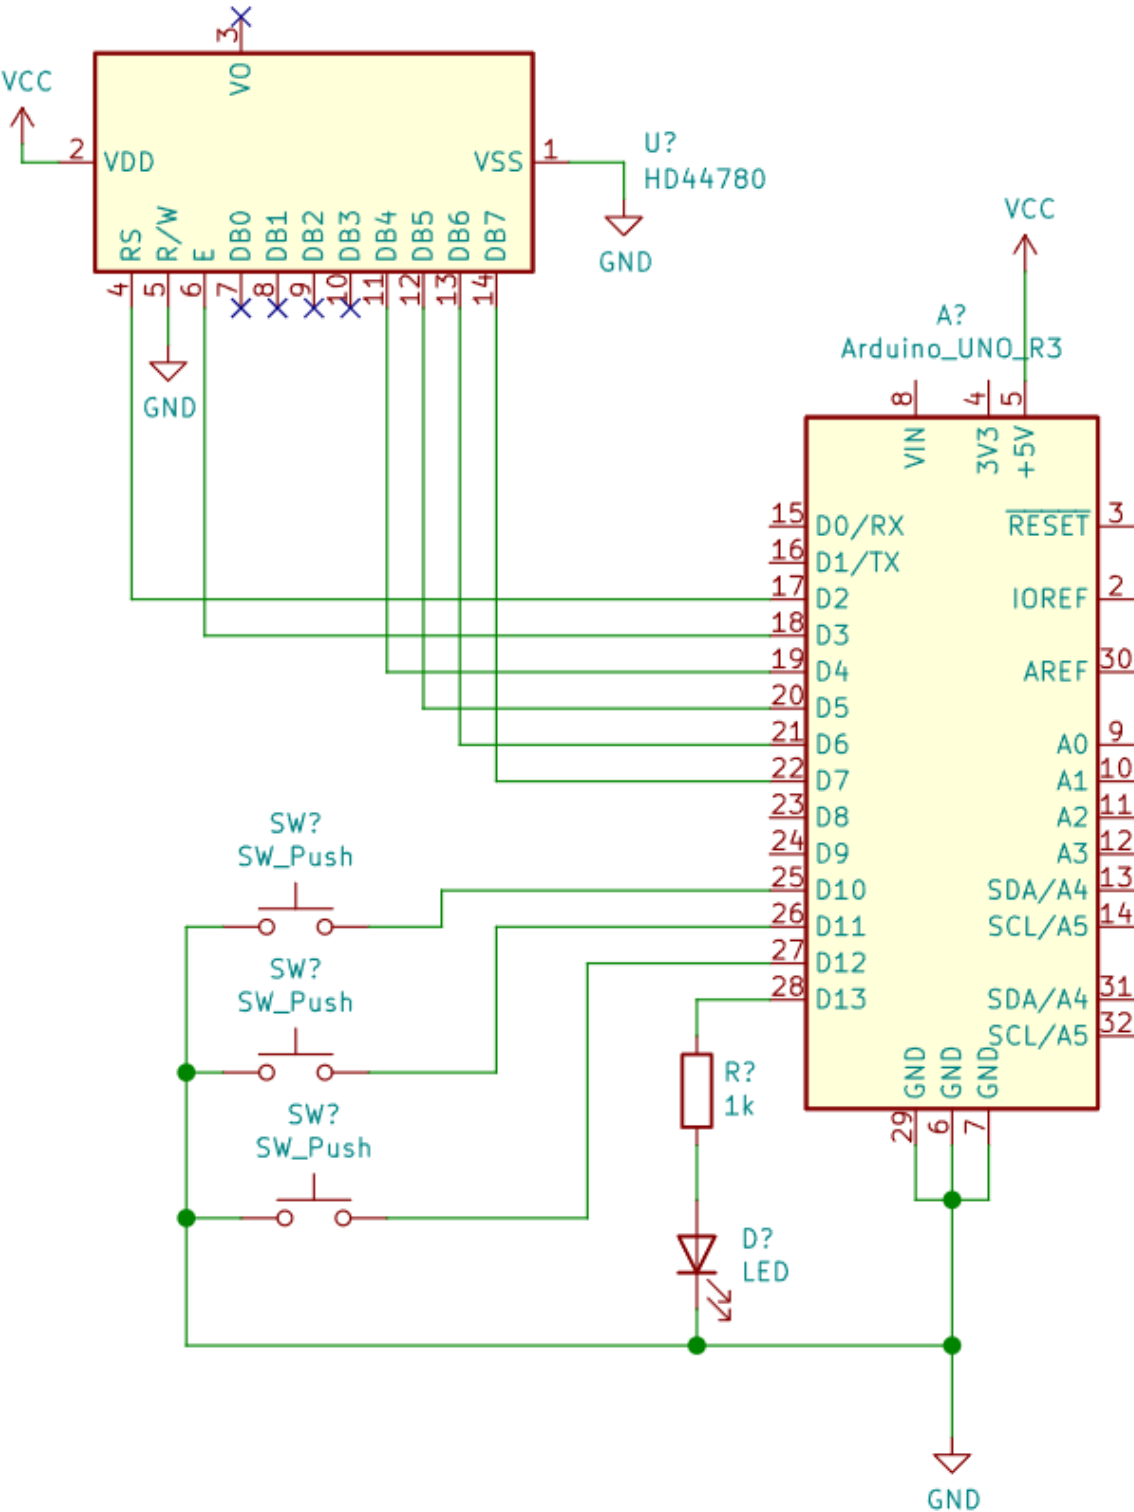 3
VO
VCC
2
VDD
VSS
1
U?
HD44780
RS
R/W
E
DB0
DB1
DB2
DB3
DB4
DB5
DB6
DB7
4
5
6
7
8
9
10
11
12
13
14
GND
GND
VCC
A?
Arduino_UNO_R3
8
4
5
VIN
3V3
+5V
15
D0/RX
RESET
3
16
D1/TX
17
D2
IOREF
2
18
D3
19
D4
AREF
30
20
D5
21
D6
A0
9
22
D7
A1
10
23
D8
A2
11
24
D9
A3
12
25
D10
SDA/A4
13
26
D11
SCL/A5
14
27
D12
28
D13
SDA/A4
31
SCL/A5
32
GND
GND
GND
29
6
7
SW?
SW_Push
SW?
SW_Push
SW?
SW_Push
R?
1k
D?
LED
GND